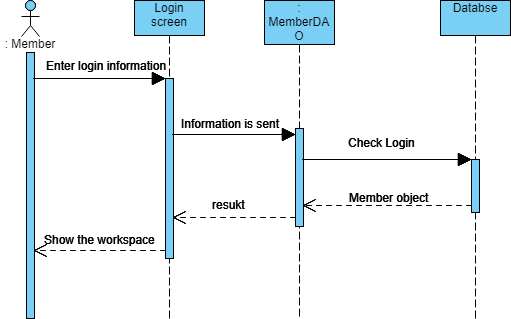 Login
screen
:
MemberDA
O
Databse
: Member
Enter login information
Information is sent
Check Login
Member object
resukt
Show the workspace